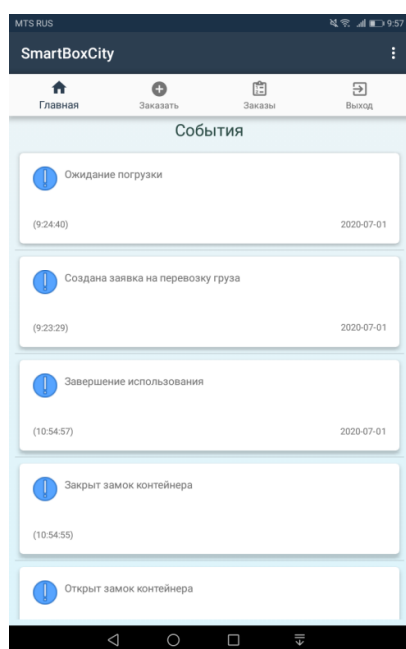 MTS RUS 9:57
SmartBoxCity
Главная Заказать Заказы Выход
События
Ожидание погрузки
(9:24:40) 2020-07-01
Создана заявка на перевозку груза
(9:23:29) 2020-07-01
Завершение использования
(10:54:57) 2020-07-01
Закрыт замок контейнера
(10:54:55)
Открыт замок контейнера